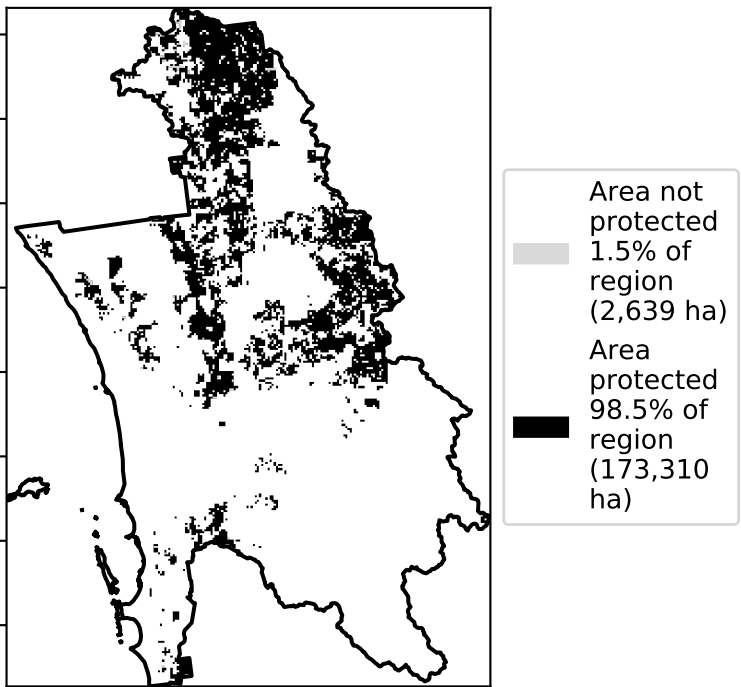 Area not
protected
1.5% of
region
(2,639 ha)
Area
protected
98.5% of
region
(173,310
ha)